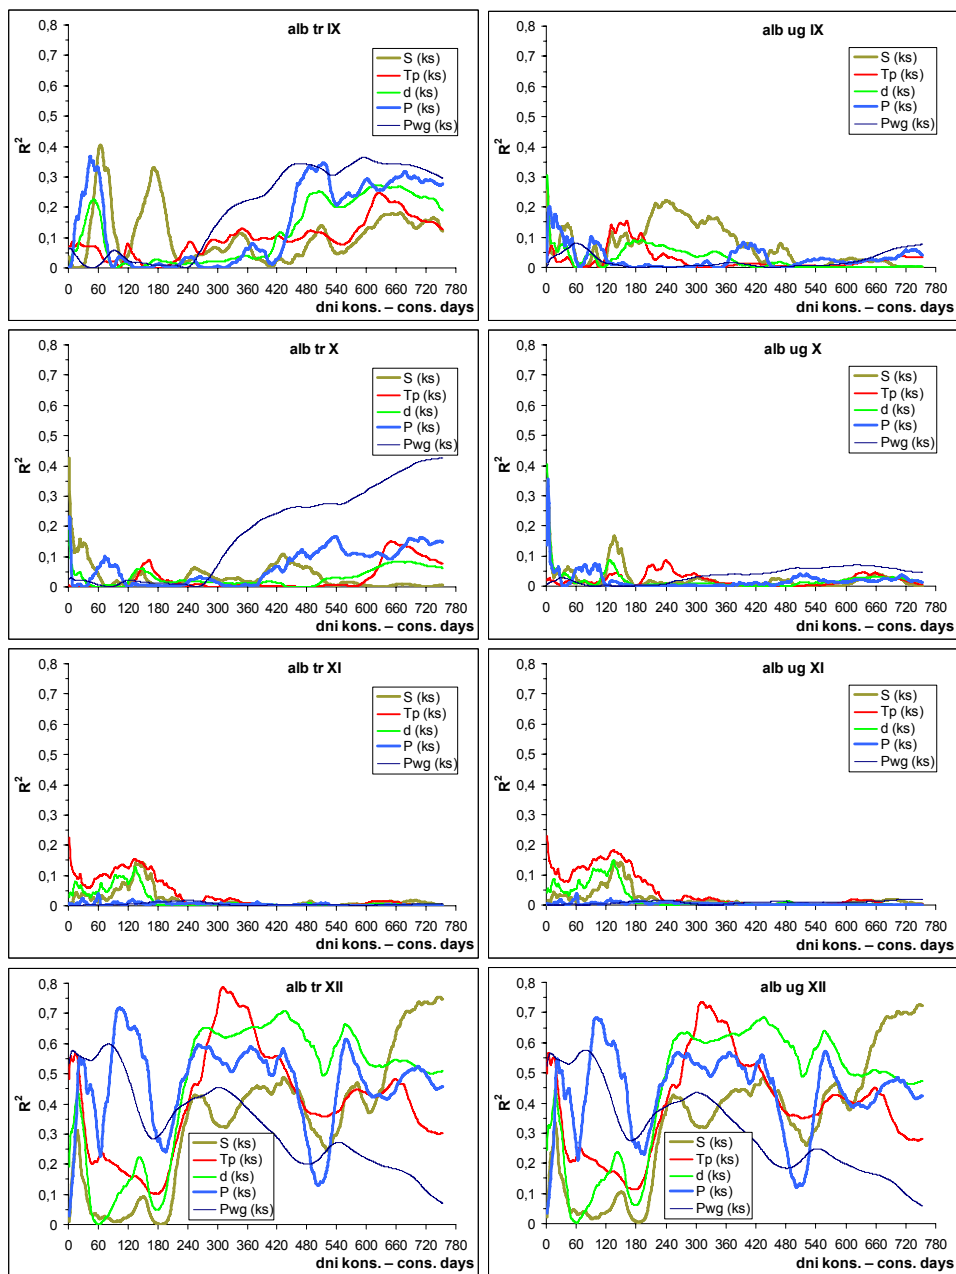 alb tr IX
0,8
0,7
0,6
0,5
0,4
0,3
0,2
0,1
0
R²
S (ks)
Tp (ks)
d (ks)
P (ks)
Pwg (ks)
0 60 120 180 240 300 360 420 480 540 600 660 720 780
dni kons. – cons. days
alb ug IX
0,8
0,7
0,6
0,5
0,4
0,3
0,2
0,1
0
R²
S (ks)
Tp (ks)
d (ks)
P (ks)
Pwg (ks)
0 60 120 180 240 300 360 420 480 540 600 660 720 780
dni kons. – cons. days
alb tr X
0,8
0,7
0,6
0,5
0,4
0,3
0,2
0,1
0
R²
S (ks)
Tp (ks)
d (ks)
P (ks)
Pwg (ks)
0 60 120 180 240 300 360 420 480 540 600 660 720 780
dni kons. – cons. days
alb ug X
0,8
0,7
0,6
0,5
0,4
0,3
0,2
0,1
0
R²
S (ks)
Tp (ks)
d (ks)
P (ks)
Pwg (ks)
0 60 120 180 240 300 360 420 480 540 600 660 720 780
dni kons. – cons. days
alb tr XI
0,8
0,7
0,6
0,5
0,4
0,3
0,2
0,1
0
R²
S (ks)
Tp (ks)
d (ks)
P (ks)
Pwg (ks)
0 60 120 180 240 300 360 420 480 540 600 660 720 780
dni kons. – cons. days
alb ug XI
0,8
0,7
0,6
0,5
0,4
0,3
0,2
0,1
0
R²
S (ks)
Tp (ks)
d (ks)
P (ks)
Pwg (ks)
0 60 120 180 240 300 360 420 480 540 600 660 720 780
dni kons. – cons. days
alb tr XII
0,8
0,7
0,6
0,5
0,4
0,3
0,2
0,1
0
R²
S (ks)
Tp (ks)
d (ks)
P (ks)
Pwg (ks)
0 60 120 180 240 300 360 420 480 540 600 660 720 780
dni kons. – cons. days
alb ug XII
0,8
0,7
0,6
0,5
0,4
0,3
0,2
0,1
0
R²
S (ks)
Tp (ks)
d (ks)
P (ks)
Pwg (ks)
0 60 120 180 240 300 360 420 480 540 600 660 720 780
dni kons. – cons. days